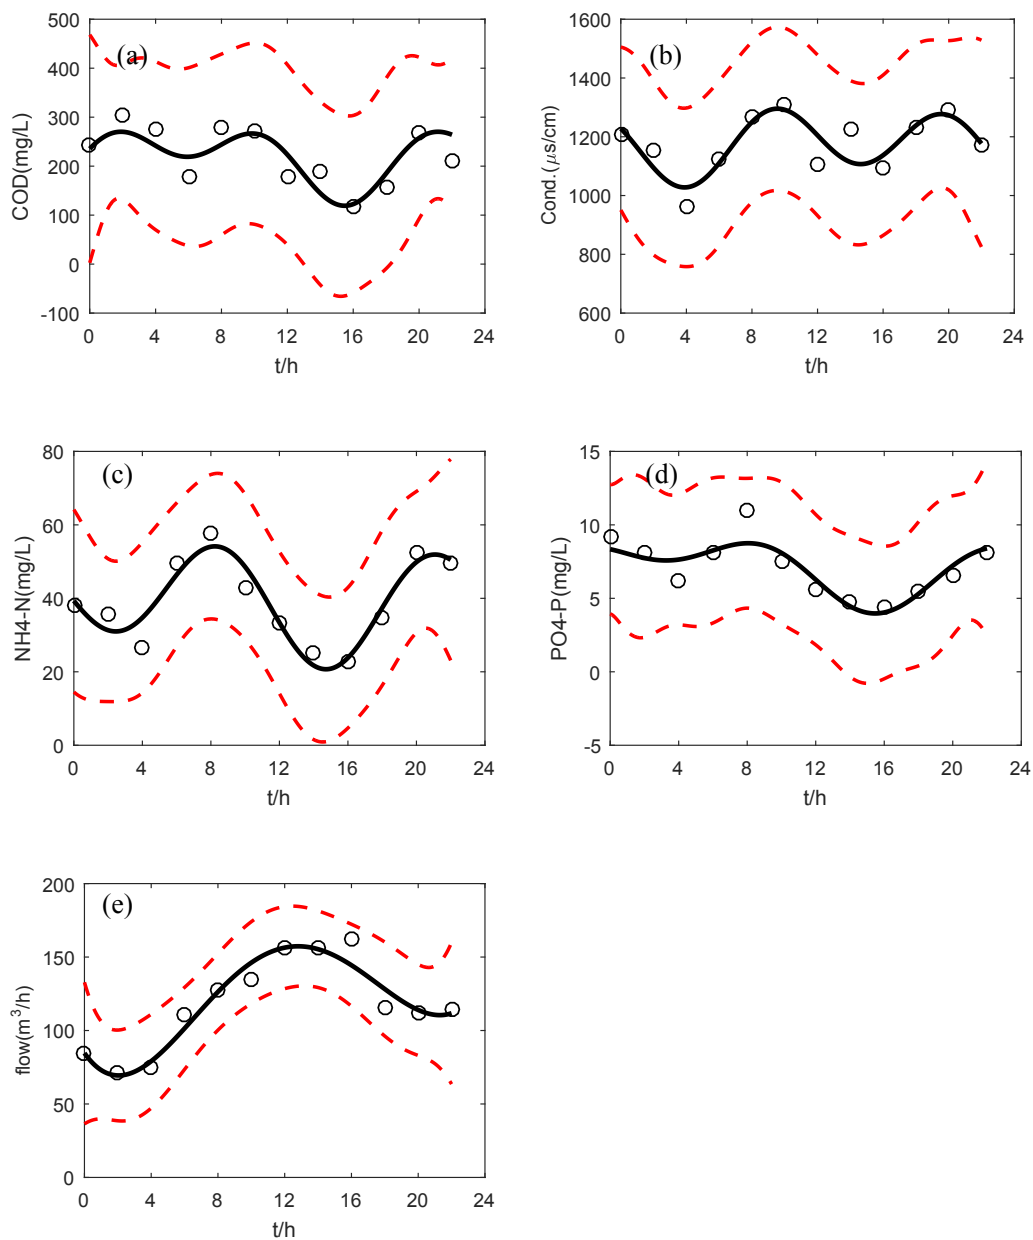 (a)
COD(mg/L)
500
400
300
200
100
0
-100
0 4 8 12 16 20 24
t/h
(b)
Cond.(μs/cm)
1600
1400
1200
1000
800
600
0 4 8 12 16 20 24
t/h
(c)
NH4-N(mg/L)
80
60
40
20
0
0 4 8 12 16 20 24
t/h
(d)
PO4-P(mg/L)
15
10
5
0
-5
0 4 8 12 16 20 24
t/h
(e)
flow(m³/h)
200
150
100
50
0
0 4 8 12 16 20 24
t/h